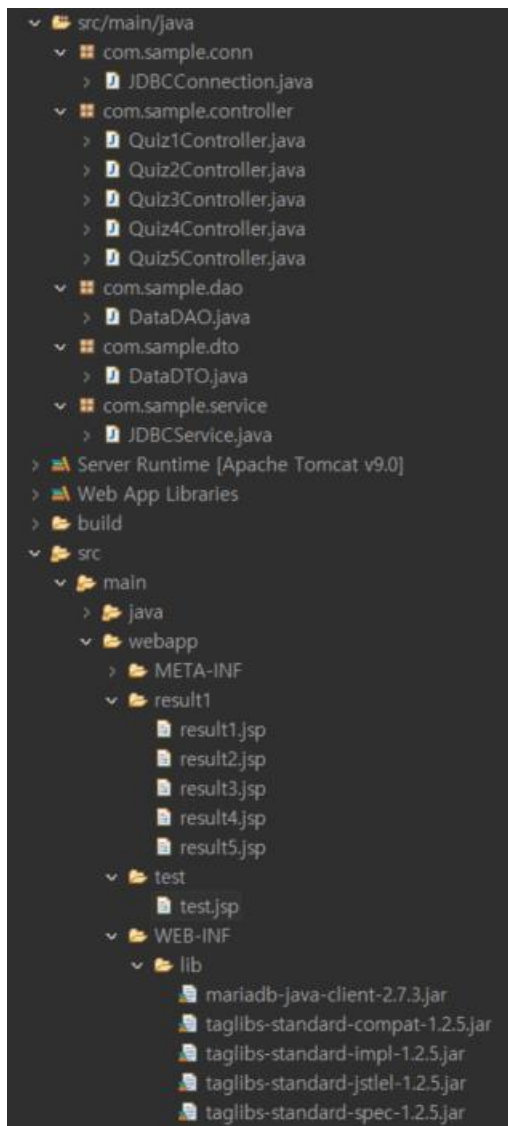 src/main/java
com.sample.conn
JDBCConnection.java
com.sample.controller
Quiz1Controller.java
Quiz2Controller.java
Quiz3Controller.java
Quiz4Controller.java
Quiz5Controller.java
com.sample.dao
DataDAO.java
com.sample.dto
DataDTO.java
com.sample.service
JDBCService.java
Server Runtime [Apache Tomcat v9.0]
Web App Libraries
build
src
main
java
webapp
META-INF
result1
result1.jsp
result2.jsp
result3.jsp
result4.jsp
result5.jsp
test
test.jsp
WEB-INF
lib
mariadb-java-client-2.7.3.jar
taglibs-standard-compat-1.2.5.jar
taglibs-standard-impl-1.2.5.jar
taglibs-standard-jstlel-1.2.5.jar
taglibs-standard-spec-1.2.5.jar